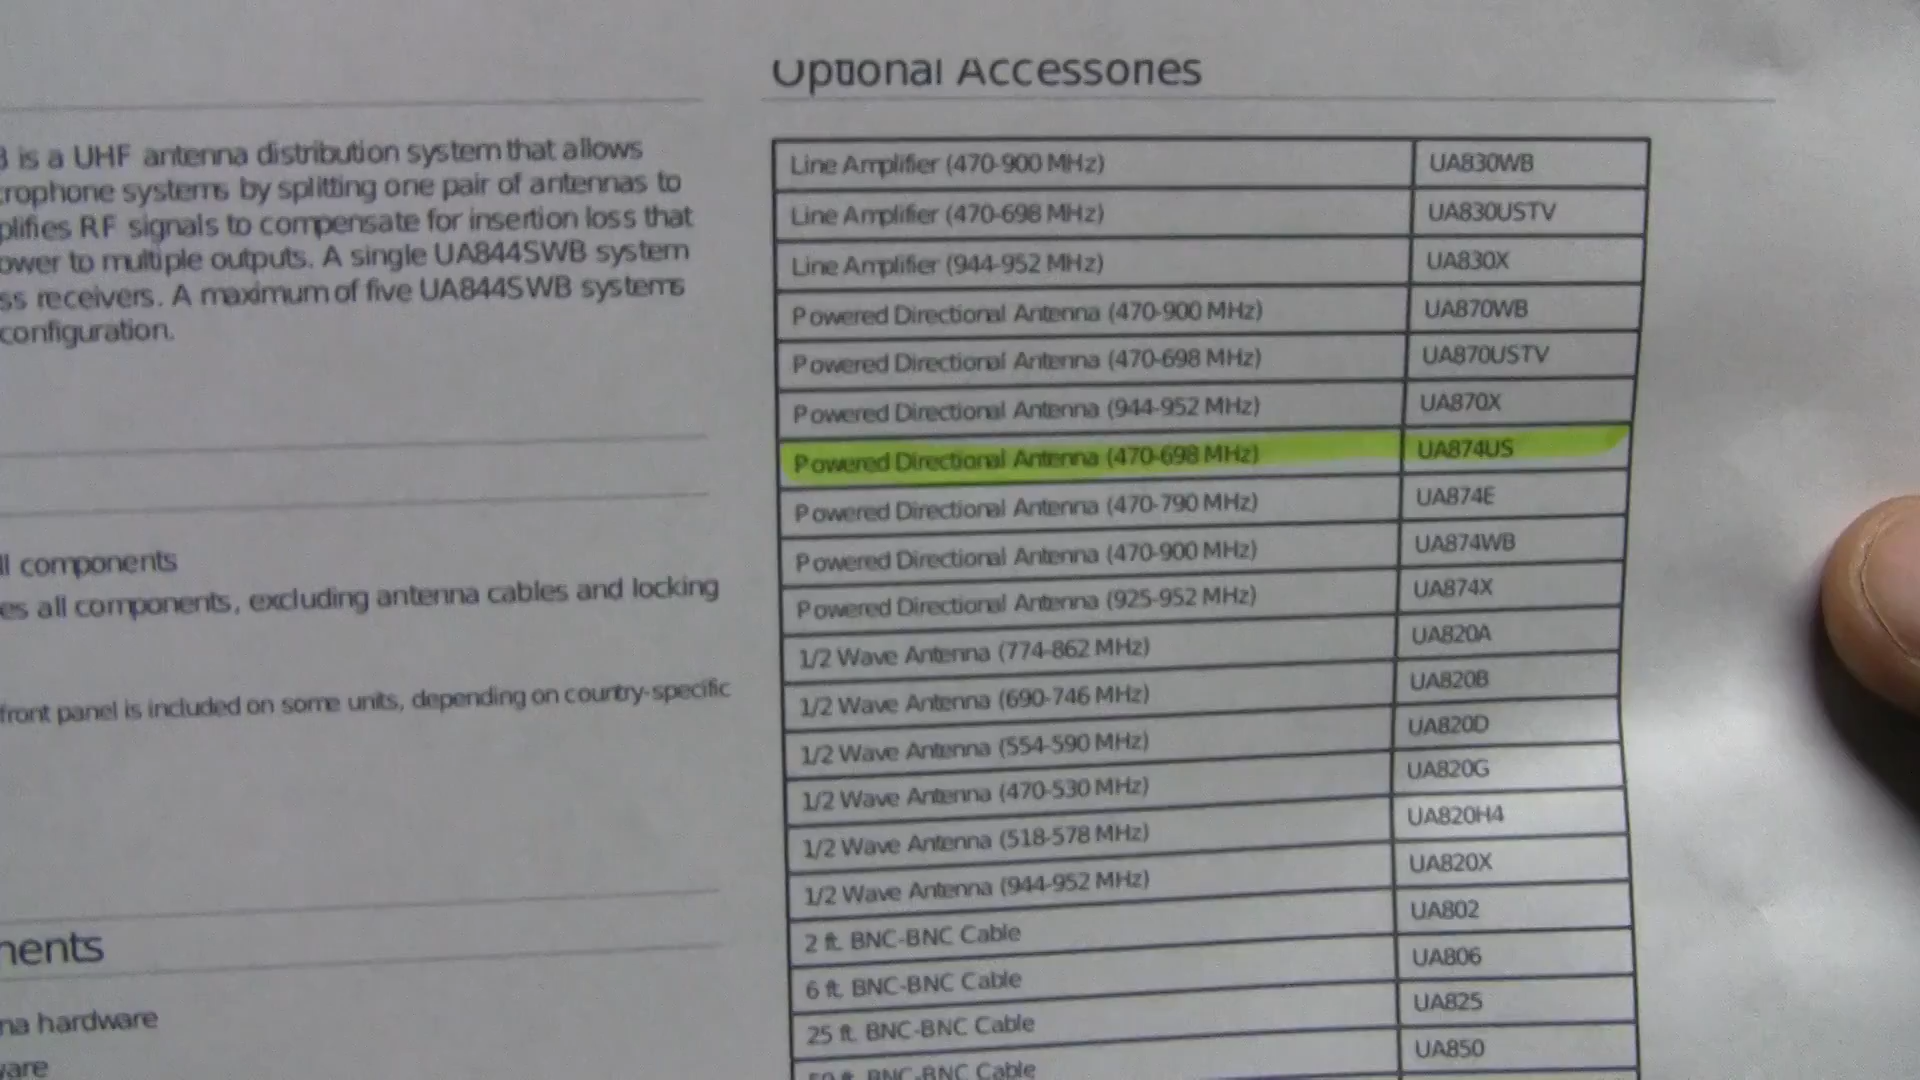 is a UHF antenna distribution system that allows
rophone systems by splitting one pair of antennas to
plifies RF signals to compensate for insertion loss that
ower to multiple outputs. A single UA844SWB system
ss receivers. A maximum of five UA844SWB systems
configuration.
ll components
es all components, excluding antenna cables and locking
front panel is included on some units, depending on country-specific
nents
na hardware
ware
Optional Accessories
Line Amplifier (470-900 MHz) UA830WB
Line Amplifier (470-698 MHz) UA830USTV
Line Amplifier (944-952 MHz) UA830X
Powered Directional Antenna (470-900 MHz) UA870WB
Powered Directional Antenna (470-698 MHz) UA870USTV
Powered Directional Antenna (944-952 MHz) UA870X
Powered Directional Antenna (470-698 MHz) UA874US
Powered Directional Antenna (470-790 MHz) UA874E
Powered Directional Antenna (470-900 MHz) UA874WB
Powered Directional Antenna (925-952 MHz) UA874X
1/2 Wave Antenna (774-862 MHz) UA820A
1/2 Wave Antenna (690-746 MHz) UA820B
1/2 Wave Antenna (554-590 MHz) UA820D
1/2 Wave Antenna (470-530 MHz) UA820G
1/2 Wave Antenna (518-578 MHz) UA820H4
1/2 Wave Antenna (944-952 MHz) UA820X
2 ft. BNC-BNC Cable UA802
6 ft. BNC-BNC Cable UA806
25 ft. BNC-BNC Cable UA825
50 ft. BNC-BNC Cable UA850